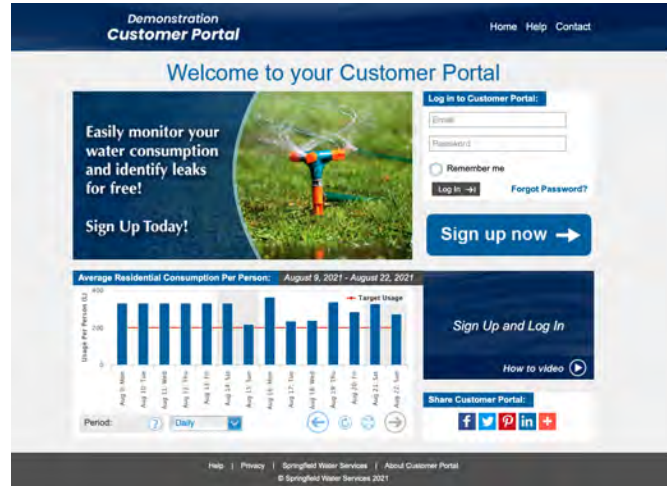 Demonstration
Customer Portal
Home Help Contact
Welcome to your Customer Portal
Easily monitor your
water consumption
and identify leaks
for free!
Sign Up Today!
Log in to Customer Portal:
Email
Password
Remember me
Log In
Forgot Password?
Sign up now
Average Residential Consumption Per Person: August 9, 2021 - August 22, 2021
Usage Per Person (L)
400
200
0
Target Usage
Aug 9: Mon
Aug 10: Tue
Aug 11: Wed
Aug 12: Thu
Aug 13: Fri
Aug 14: Sat
Aug 15: Sun
Aug 16: Mon
Aug 17: Tue
Aug 18: Wed
Aug 19: Thu
Aug 20: Fri
Aug 21: Sat
Aug 22: Sun
Period: ? Daily
Sign Up and Log In
How to video
Share Customer Portal:
Help | Privacy | Springfield Water Services | About Customer Portal
© Springfield Water Services 2021